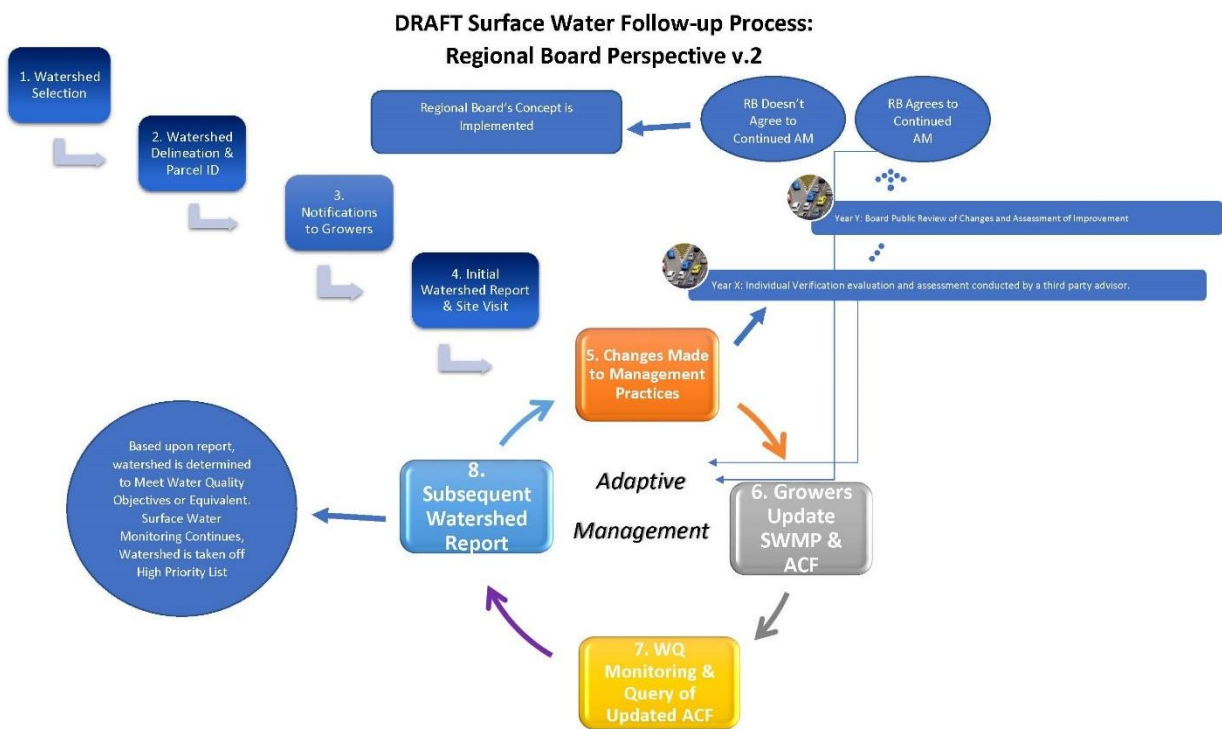 DRAFT Surface Water Follow-up Process:
Regional Board Perspective v.2
1. Watershed
Selection
2. Watershed
Delineation &
Parcel ID
3.
Notifications
to Growers
4. Initial
Watershed Report
& Site Visit
Regional Board's Concept is
Implemented
RB Doesn't
Agree to
Continued AM
RB Agrees to
Continued
AM
Year Y: Board Public Review of Changes and Assessment of Improvement
Year X: Individual Verification evaluation and assessment conducted by a third party advisor.
5. Changes Made
to Management
Practices
Adaptive
Management
6. Growers
Update
SWMP &
ACF
7. WQ
Monitoring &
Query of
Updated ACF
8.
Subsequent
Watershed
Report
Based upon report,
watershed is determined
to Meet Water Quality
Objectives or Equivalent.
Surface Water
Monitoring Continues,
Watershed is taken off
High Priority List